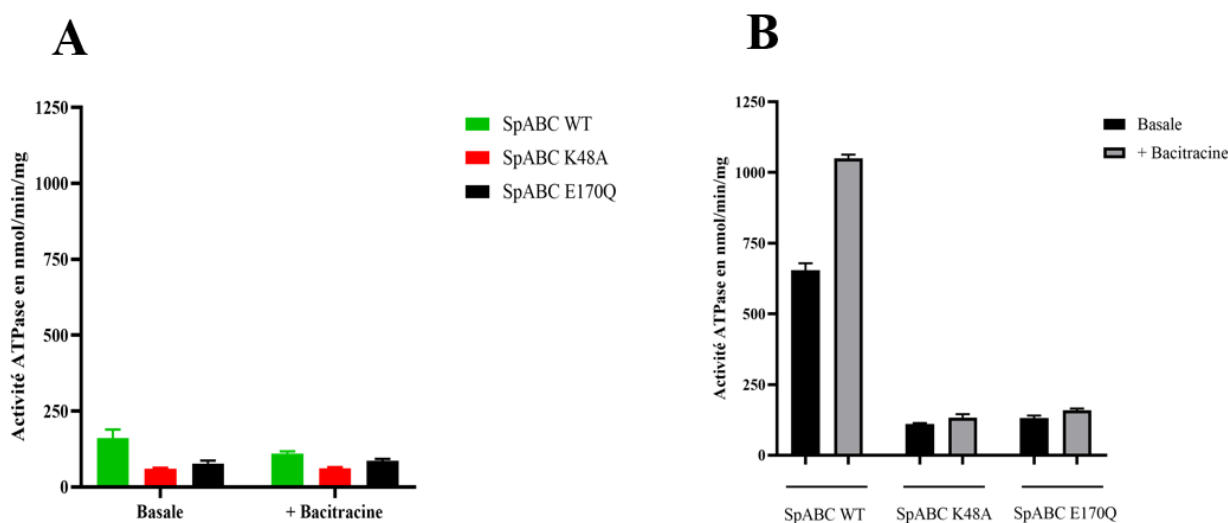 A
Activité ATPase en nmol/min/mg
1250
1000
750
500
250
0
Basale
+ Bacitracine
SpABC WT
SpABC K48A
SpABC E170Q
B
Activité ATPase en nmol/min/mg
1250
1000
750
500
250
0
SpABC WT
SpABC K48A
SpABC E170Q
Basale
+ Bacitracine